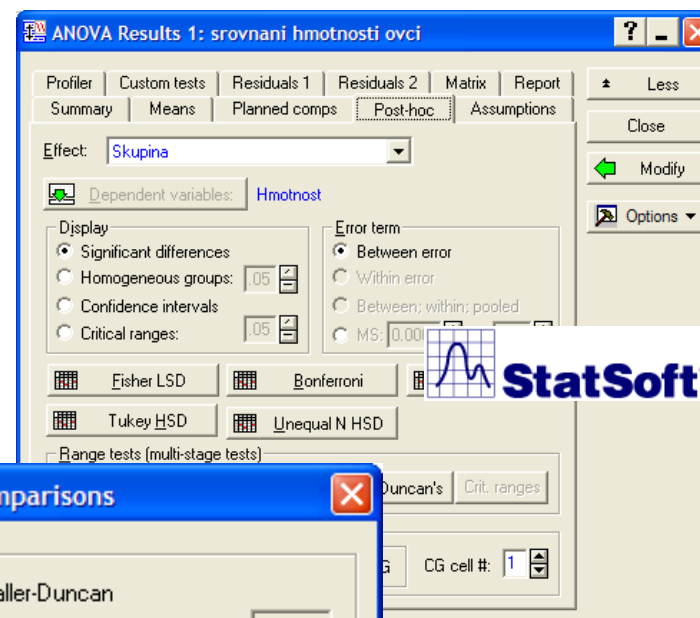 ANOVA Results 1: srovnani hmotnosti ovci
Profiler Custom tests Residuals 1 Residuals 2 Matrix Report
Summary Means Planned comps Post-hoc Assumptions
Less
Close
Modify
Options
Effect: Skupina
Dependent variables: Hmotnost
Display
Significant differences
Homogeneous groups: .05
Confidence intervals
Critical ranges: .05
Error term
Between error
Within error
Between; within; pooled
MS: 0.00
StatSoft
Fisher LSD Bonferroni
Tukey HSD Unequal N HSD
Range tests (multi-stage tests)
Duncan's Crit. ranges
G CG cell #: 1
mparisons
aller-Duncan